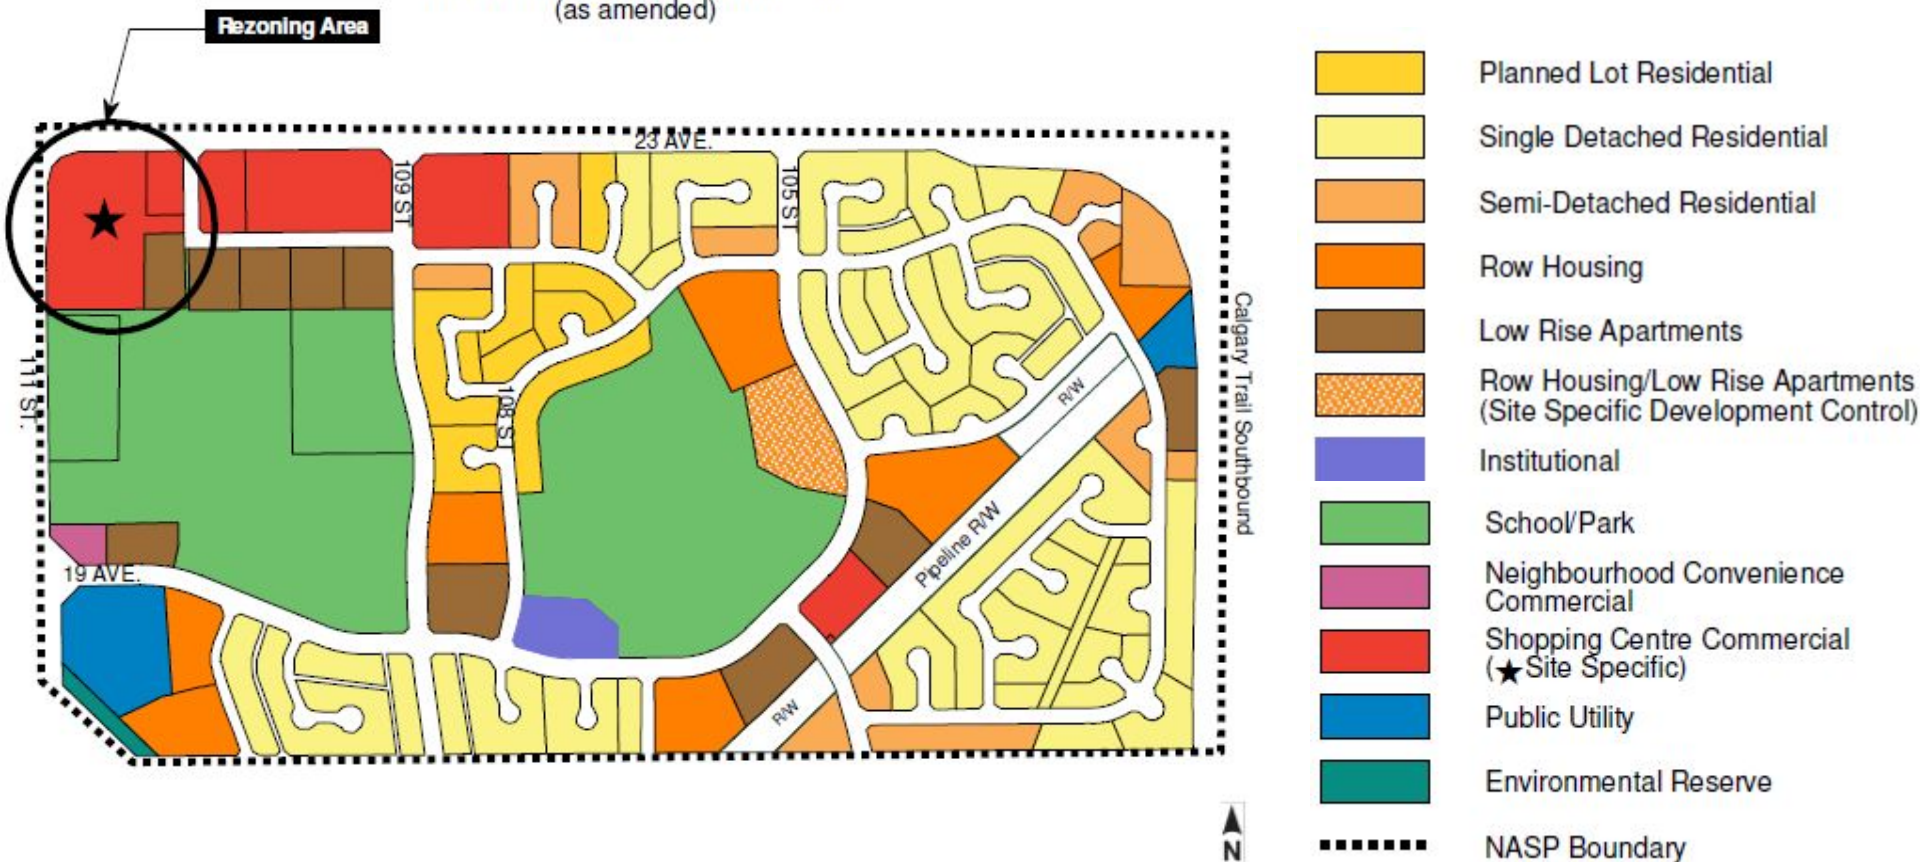 (as amended)
Rezoning Area
23 AVE.
109 ST
105 ST
111 ST.
108 ST
19 AVE.
R/W
Pipeline R/W
R/W
Calgary Trail Southbound
N
Planned Lot Residential
Single Detached Residential
Semi-Detached Residential
Row Housing
Low Rise Apartments
Row Housing/Low Rise Apartments
(Site Specific Development Control)
Institutional
School/Park
Neighbourhood Convenience
Commercial
Shopping Centre Commercial
(★Site Specific)
Public Utility
Environmental Reserve
NASP Boundary